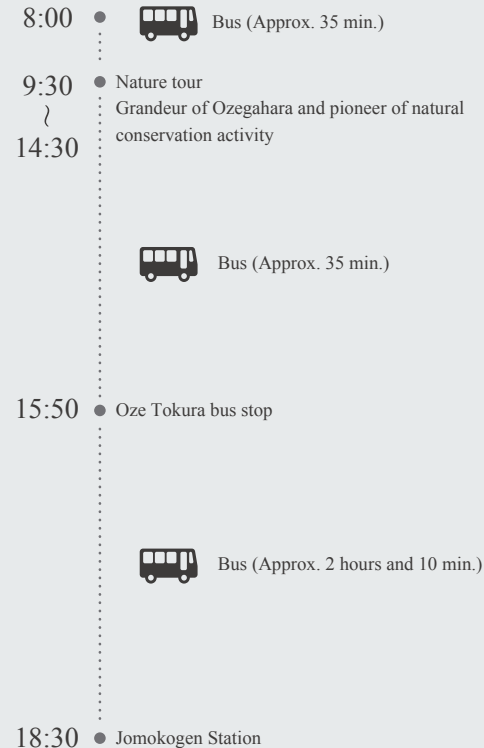 8:00
Bus (Approx. 35 min.)
9:30
~
14:30
Nature tour
Grandeur of Ozegahara and pioneer of natural
conservation activity
Bus (Approx. 35 min.)
15:50
Oze Tokura bus stop
Bus (Approx. 2 hours and 10 min.)
18:30
Jomokogen Station